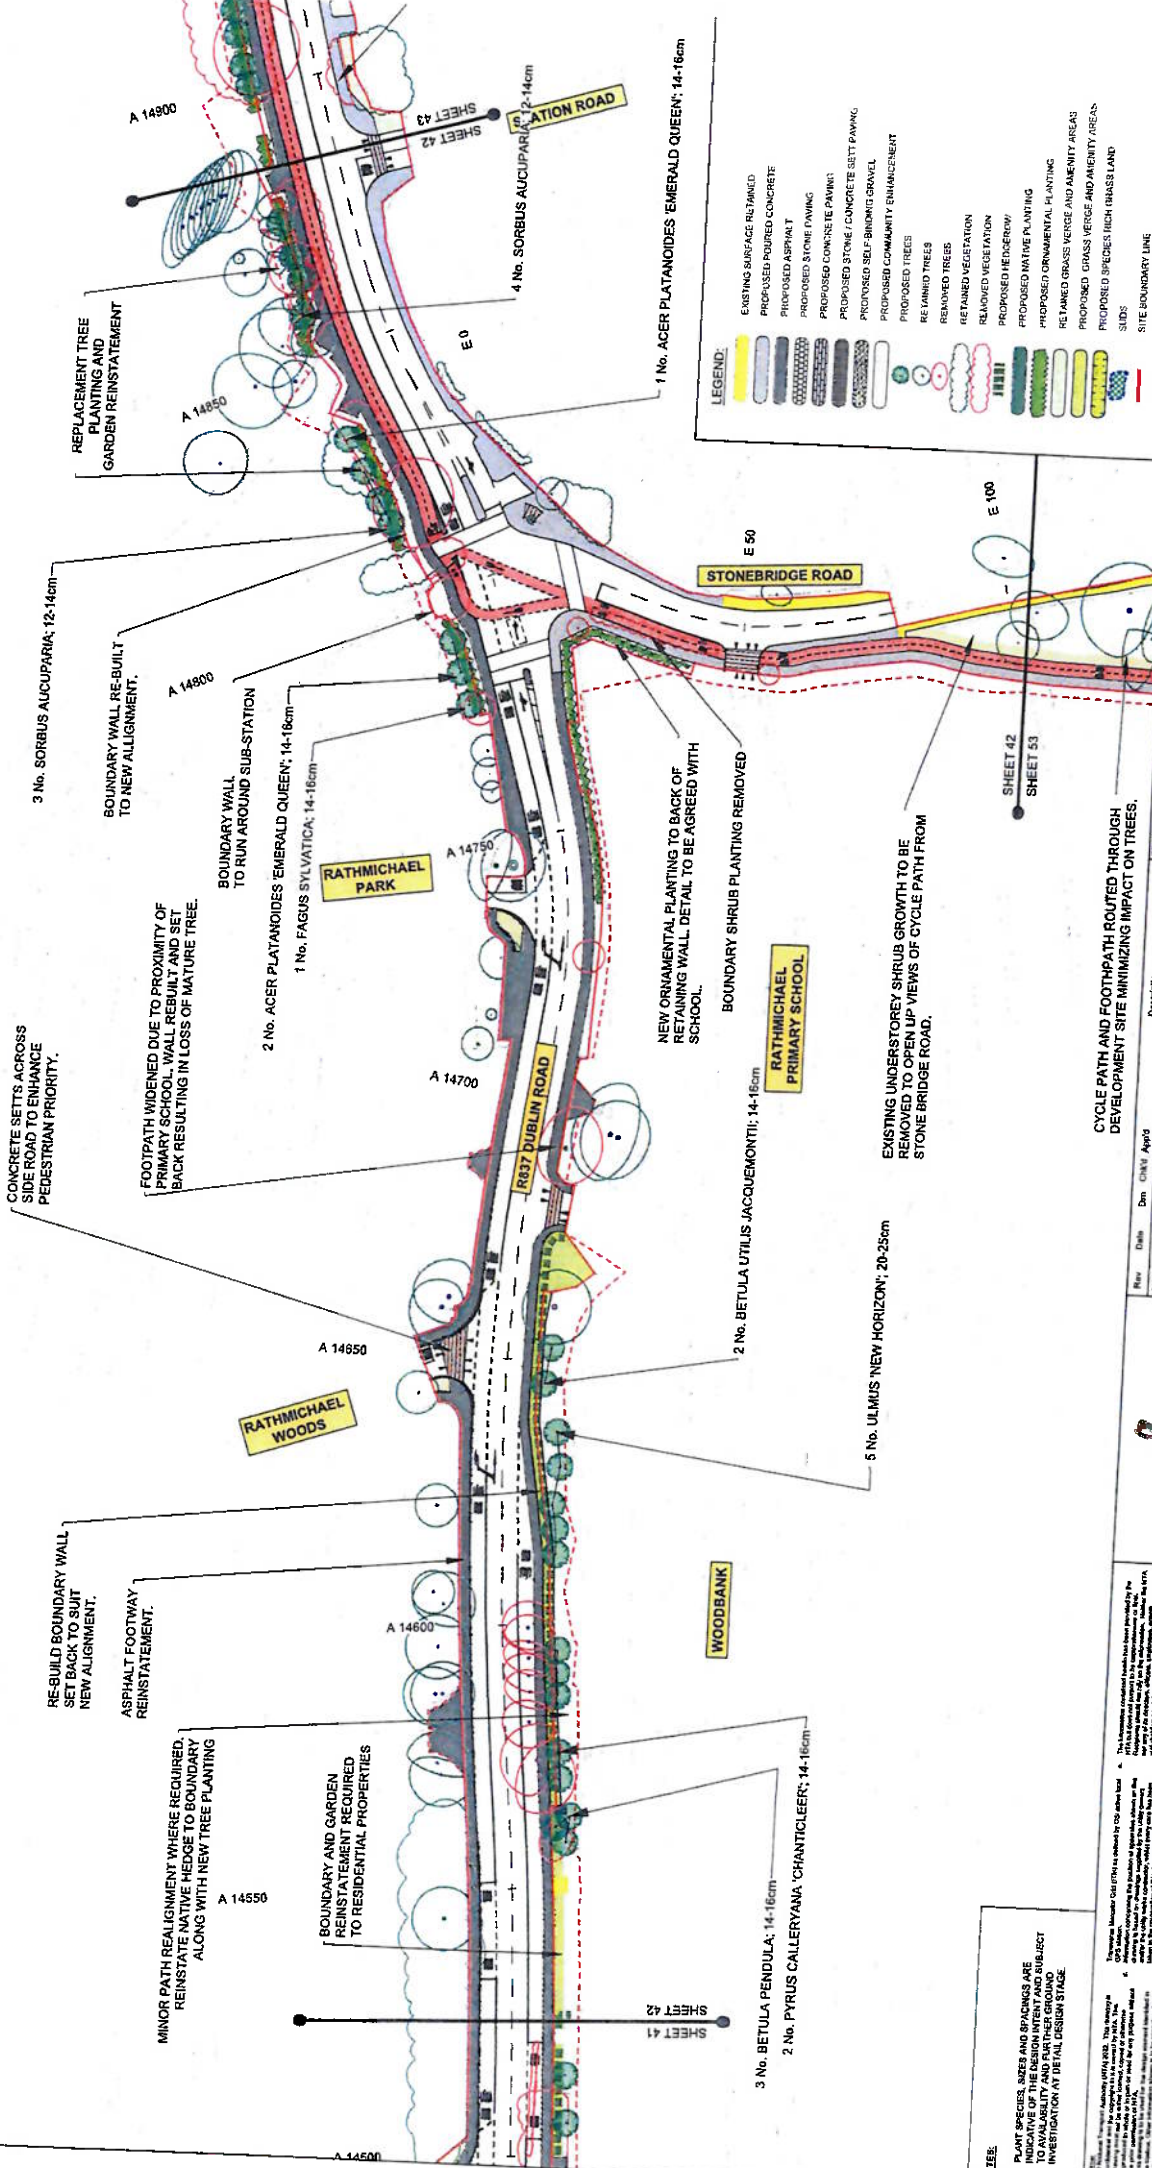 CONCRETE SETTS ACROSS
SIDE ROAD TO ENHANCE
PEDESTRIAN PRIORITY.
3 No. SORBUS AUCUPARIA; 12-14cm
REPLACEMENT TREE
PLANTING AND
GARDEN REINSTATEMENT
RE-BUILD BOUNDARY WALL
SET BACK TO SUIT
NEW ALIGNMENT.
ASPHALT FOOTWAY
REINSTATEMENT.
FOOTPATH WIDENED DUE TO PROXIMITY OF
PRIMARY SCHOOL, WALL REBUILT AND SET
BACK RESULTING IN LOSS OF MATURE TREE.
BOUNDARY WALL RE-BUILT
TO NEW ALLIGNMENT.
MINOR PATH REALIGNMENT WHERE REQUIRED.
REINSTATE NATIVE HEDGE TO BOUNDARY
ALONG WITH NEW TREE PLANTING
BOUNDARY WALL
TO RUN AROUND SUB-STATION
2 No. ACER PLATANOIDES 'EMERALD QUEEN'; 14-16cm
1 No. FAGUS SYLVATICA; 14-16cm
BOUNDARY AND GARDEN
REINSTATEMENT REQUIRED
TO RESIDENTIAL PROPERTIES
A 14500
A 14550
A 14600
A 14650
A 14700
A 14750
A 14800
A 14850
A 14900
RATHMICHAEL
WOODS
RATHMICHAEL
PARK
R837 DUBLIN ROAD
STATION ROAD
STONEBRIDGE ROAD
WOODBANK
RATHMICHAEL
PRIMARY SCHOOL
SHEET 41
SHEET 42
SHEET 42
SHEET 43
SHEET 42
SHEET 53
E 0
E 50
E 100
4 No. SORBUS AUCUPARIA; 12-14cm
1 No. ACER PLATANOIDES 'EMERALD QUEEN'; 14-16cm
NEW ORNAMENTAL PLANTING TO BACK OF
RETAINING WALL. DETAIL TO BE AGREED WITH
SCHOOL.
BOUNDARY SHRUB PLANTING REMOVED
2 No. BETULA UTILIS JACQUEMONTII; 14-16cm
5 No. ULMUS 'NEW HORIZON'; 20-25cm
3 No. BETULA PENDULA; 14-16cm
2 No. PYRUS CALLERYANA 'CHANTICLEER'; 14-16cm
EXISTING UNDERSTOREY SHRUB GROWTH TO BE
REMOVED TO OPEN UP VIEWS OF CYCLE PATH FROM
STONE BRIDGE ROAD.
CYCLE PATH AND FOOTHPATH ROUTED THROUGH
DEVELOPMENT SITE MINIMIZING IMPACT ON TREES.
LEGEND:
EXISTING SURFACE RETAINED
PROPOSED POURED CONCRETE
PROPOSED ASPHALT
PROPOSED STONE PAVING
PROPOSED CONCRETE PAVING
PROPOSED STONE / CONCRETE SETT PAVING
PROPOSED SELF-BINDING GRAVEL
PROPOSED COMMUNITY ENHANCEMENT
PROPOSED TREES
RETAINED TREES
REMOVED TREES
RETAINED VEGETATION
REMOVED VEGETATION
PROPOSED HEDGEROW
PROPOSED NATIVE PLANTING
PROPOSED ORNAMENTAL PLANTING
RETAINED GRASS VERGE AND AMENITY AREAS
PROPOSED GRASS VERGE AND AMENITY AREAS
PROPOSED SPECIES RICH GRASSLAND
SUDS
SITE BOUNDARY LINE
PLANT SPECIES, SIZES AND SPACINGS ARE
INDICATIVE OF THE DESIGN INTENT AND SUBJECT
TO AVAILABILITY AND FURTHER GROUND
INVESTIGATION AT DETAIL DESIGN STAGE.
Rev Date Drn Chk'd App'd